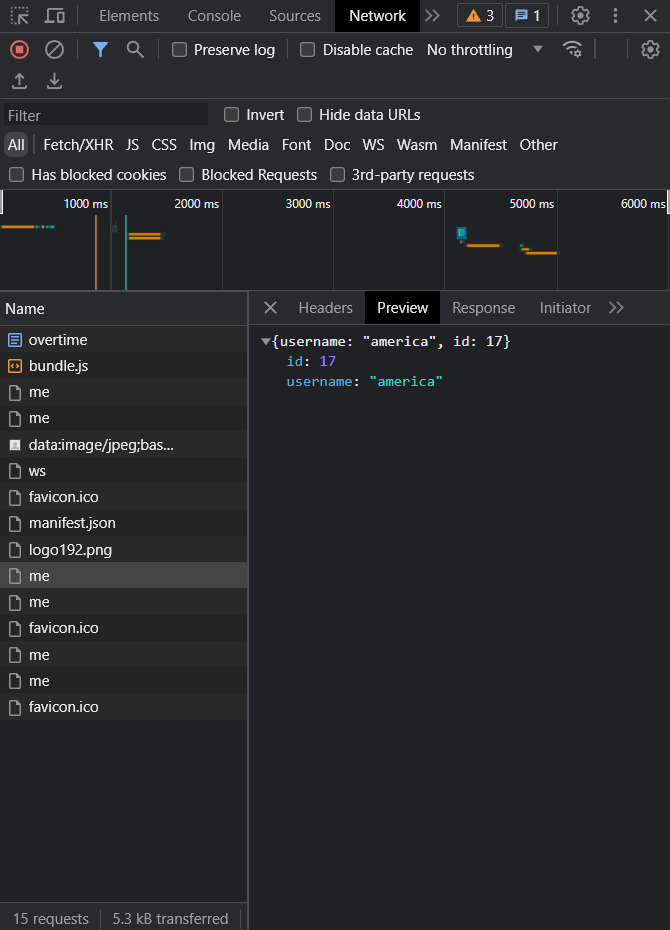 Elements Console Sources Network 3 1
Preserve log Disable cache No throttling
Filter Invert Hide data URLs
All Fetch/XHR JS CSS Img Media Font Doc WS Wasm Manifest Other
Has blocked cookies Blocked Requests 3rd-party requests
1000 ms 2000 ms 3000 ms 4000 ms 5000 ms 6000 ms
Name
overtime
bundle.js
me
me
data:image/jpeg;bas...
ws
favicon.ico
manifest.json
logo192.png
me
me
favicon.ico
me
me
favicon.ico
Headers Preview Response Initiator
{username: "america", id: 17}
id: 17
username: "america"
15 requests 5.3 kB transferred